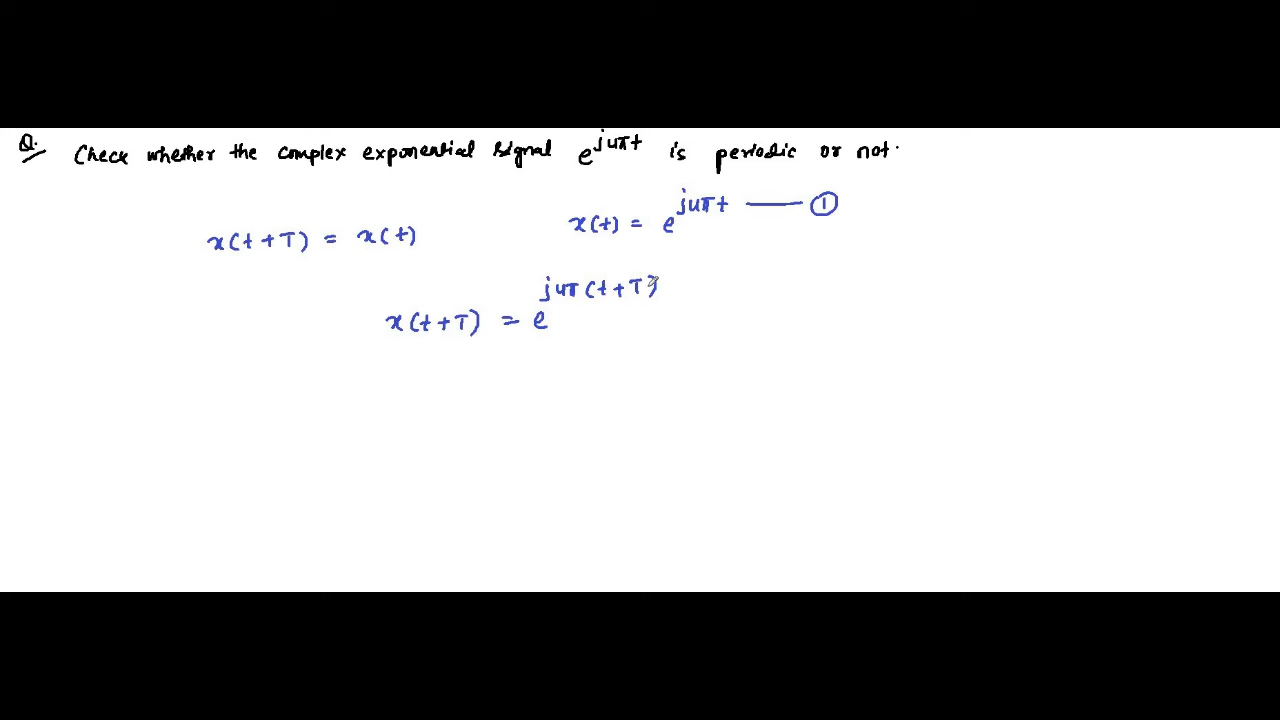 Q. Check whether the complex exponential signal e^{j4πt} is periodic or not.
x(t) = e^{j4πt} —— ①
x(t+T) = x(t)
x(t+T) = e^{j4π(t+T)}